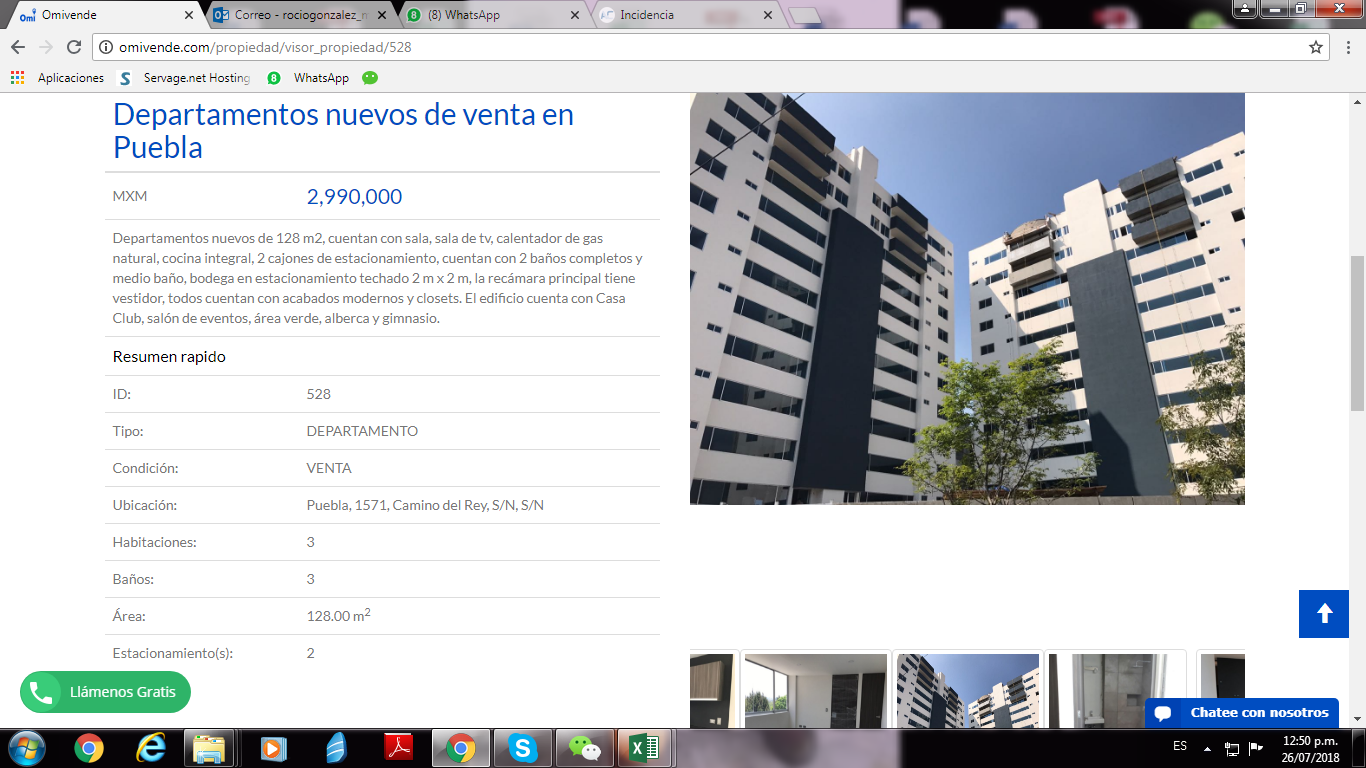 Omivende
Correo - rociogonzalez_n
(8) WhatsApp
Incidencia
omivende.com/propiedad/visor_propiedad/528
Aplicaciones
Servage.net Hosting
WhatsApp
Departamentos nuevos de venta en
Puebla
MXM 2,990,000
Departamentos nuevos de 128 m2, cuentan con sala, sala de tv, calentador de gas
natural, cocina integral, 2 cajones de estacionamiento, cuentan con 2 baños completos y
medio baño, bodega en estacionamiento techado 2 m x 2 m, la recámara principal tiene
vestidor, todos cuentan con acabados modernos y closets. El edificio cuenta con Casa
Club, salón de eventos, área verde, alberca y gimnasio.
Resumen rapido
ID: 528
Tipo: DEPARTAMENTO
Condición: VENTA
Ubicación: Puebla, 1571, Camino del Rey, S/N, S/N
Habitaciones: 3
Baños: 3
Área: 128.00 m²
Estacionamiento(s): 2
Llámenos Gratis
Chatee con nosotros
ES
12:50 p.m.
26/07/2018